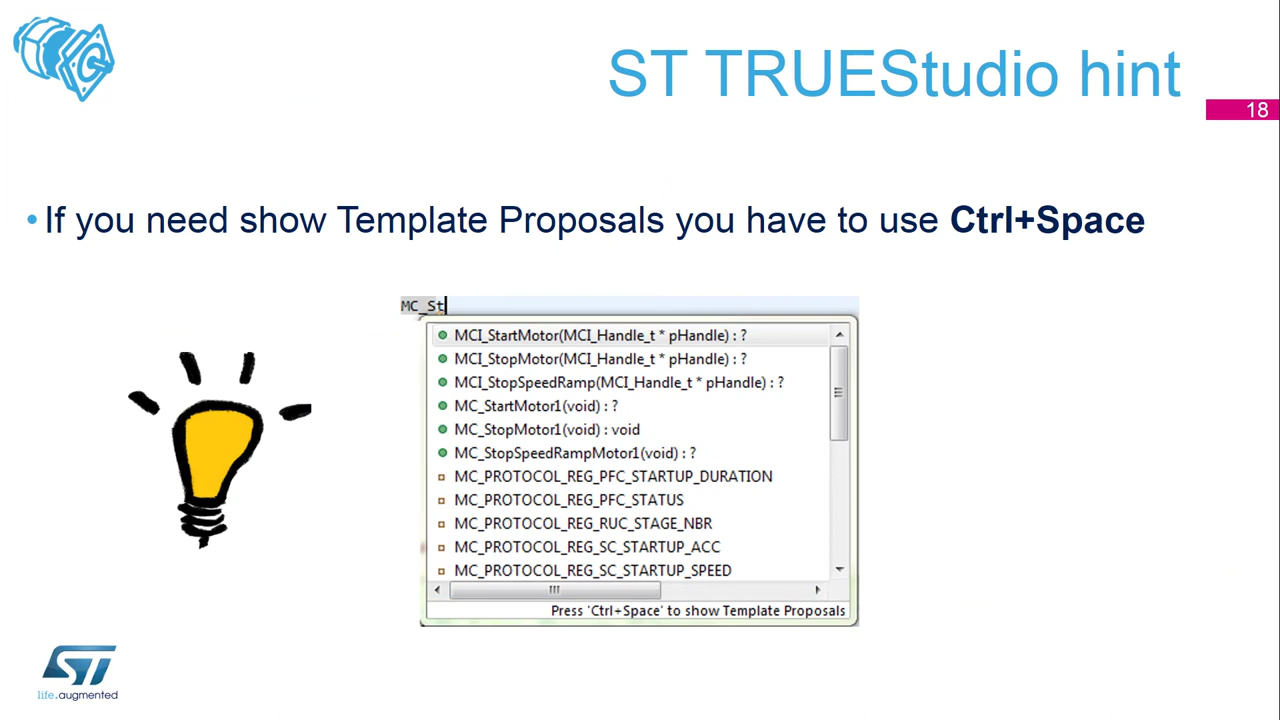 ST TRUEStudio hint
18
• If you need show Template Proposals you have to use Ctrl+Space
MC_St
MCI_StartMotor(MCI_Handle_t * pHandle) : ?
MCI_StopMotor(MCI_Handle_t * pHandle) : ?
MCI_StopSpeedRamp(MCI_Handle_t * pHandle) : ?
MC_StartMotor1(void) : ?
MC_StopMotor1(void) : void
MC_StopSpeedRampMotor1(void) : ?
MC_PROTOCOL_REG_PFC_STARTUP_DURATION
MC_PROTOCOL_REG_PFC_STATUS
MC_PROTOCOL_REG_RUC_STAGE_NBR
MC_PROTOCOL_REG_SC_STARTUP_ACC
MC_PROTOCOL_REG_SC_STARTUP_SPEED
Press 'Ctrl+Space' to show Template Proposals
ST
life.augmented